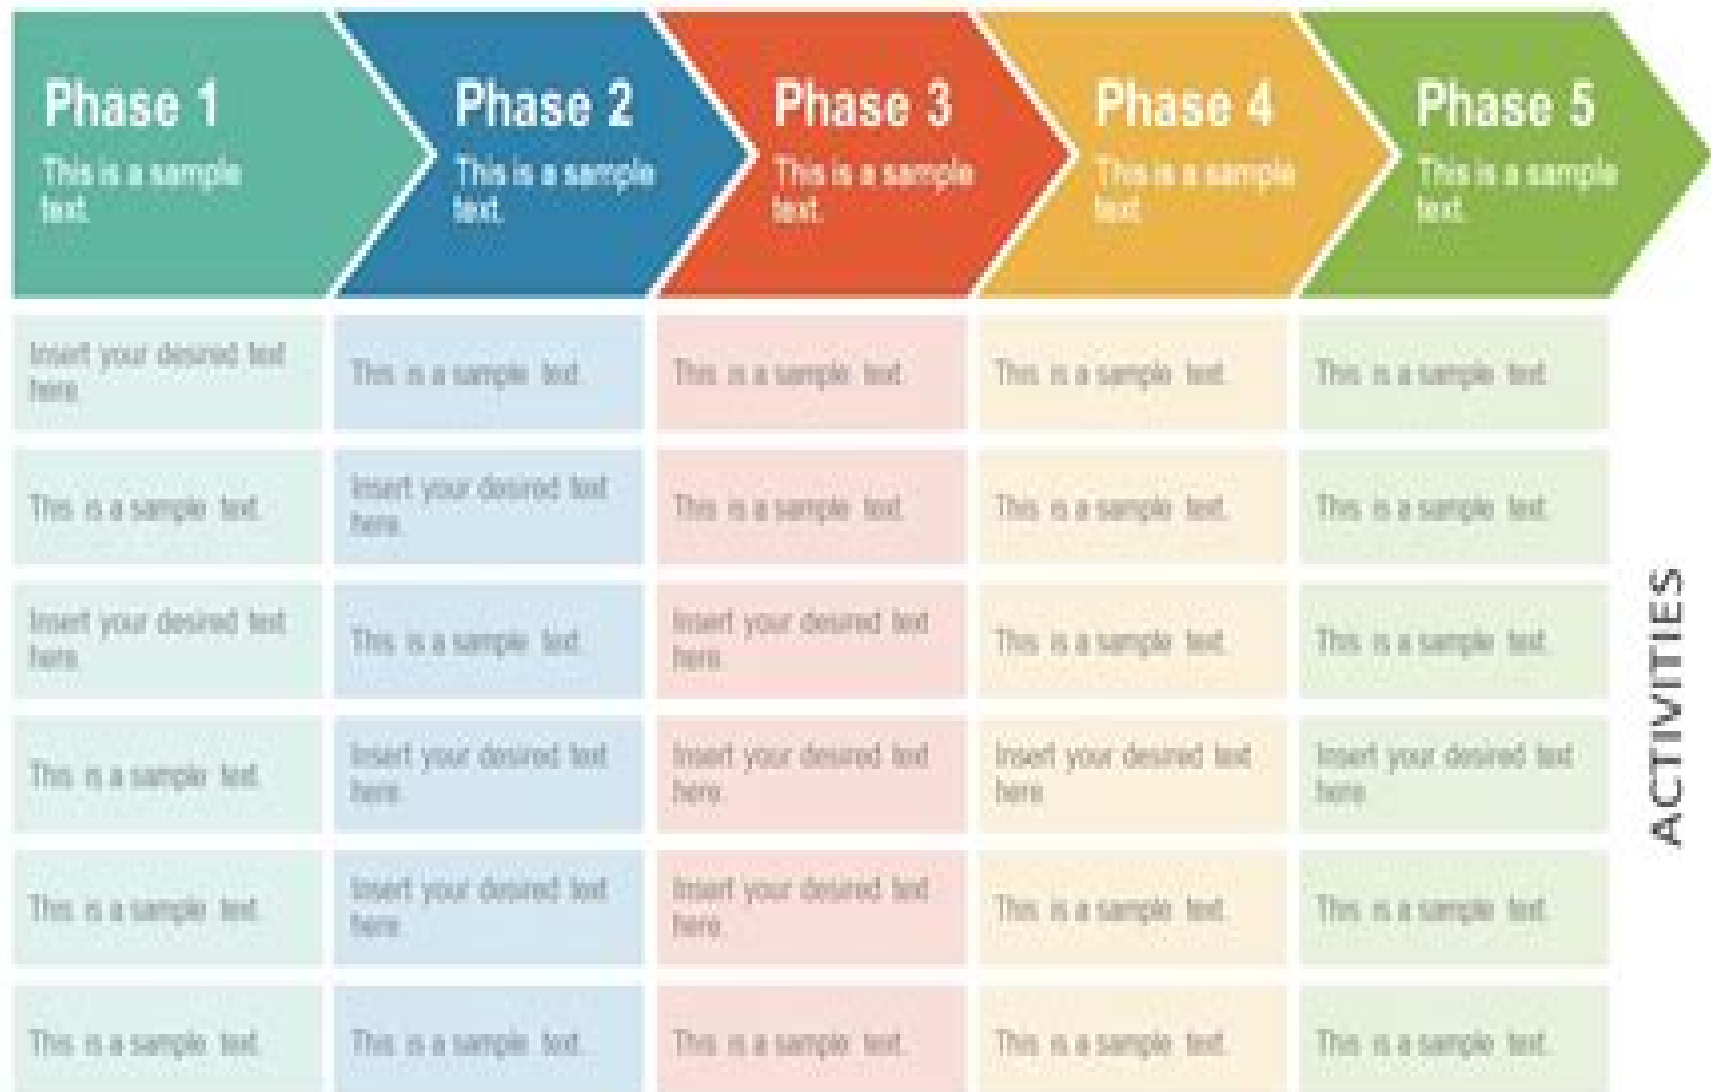 Phase 1
This is a sample
text.
Phase 2
This is a sample
text.
Phase 3
This is a sample
text.
Phase 4
This is a sample
text.
Phase 5
This is a sample
text.
Insert your desired text
here.
This is a sample text.
This is a sample text.
This is a sample text.
This is a sample text.
This is a sample text.
Insert your desired text
here.
This is a sample text.
This is a sample text.
This is a sample text.
Insert your desired text
here.
This is a sample text.
Insert your desired text
here.
This is a sample text.
This is a sample text.
This is a sample text.
Insert your desired text
here.
Insert your desired text
here.
Insert your desired text
here.
Insert your desired text
here.
This is a sample text.
Insert your desired text
here.
Insert your desired text
here.
This is a sample text.
This is a sample text.
This is a sample text.
This is a sample text.
This is a sample text.
This is a sample text.
This is a sample text.
ACTIVITIES